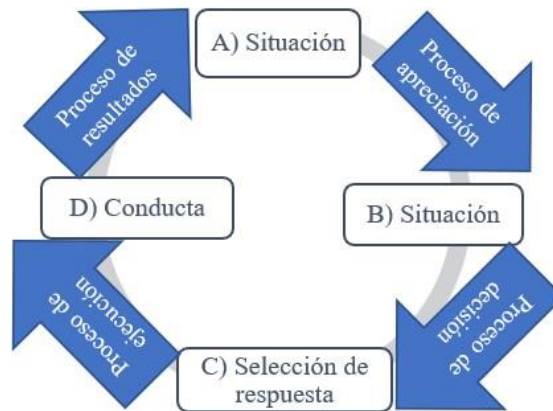 A) Situación
Proceso de
apreciación
B) Situación
Proceso de
decisión
C) Selección de
respuesta
Proceso de
ejecución
D) Conducta
Proceso de
resultados